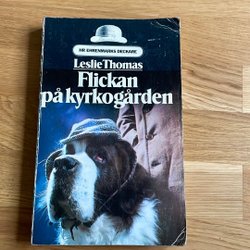 HR EHRENMARKS DECKARE
Leslie Thomas
Flickan
på kyrkogården